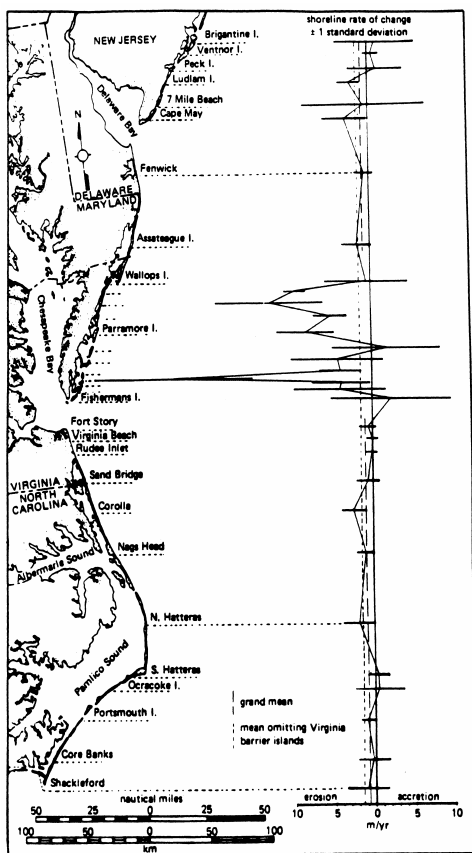 shoreline rate of change
± 1 standard deviation
NEW JERSEY
Brigantine I.
Ventnor I.
Peck I.
Ludlam I.
7 Mile Beach
Cape May
Delaware Bay
N
Fenwick
DELAWARE
MARYLAND
Assateague I.
Wallops I.
Chesapeake Bay
Parramore I.
Fishermans I.
Fort Story
Virginia Beach
Rudee Inlet
VIRGINIA
NORTH
CAROLINA
Sand Bridge
Corolla
Nags Head
Albermarle Sound
N. Hatteras
Pamlico Sound
S. Hatteras
Ocracoke I.
Portsmouth I.
grand mean
mean omitting Virginia
barrier islands
Core Banks
Shackleford
nautical miles
50 25 0 25 50
100 50 0 50 100
km
erosion accretion
10 5 0 5 10
m/yr